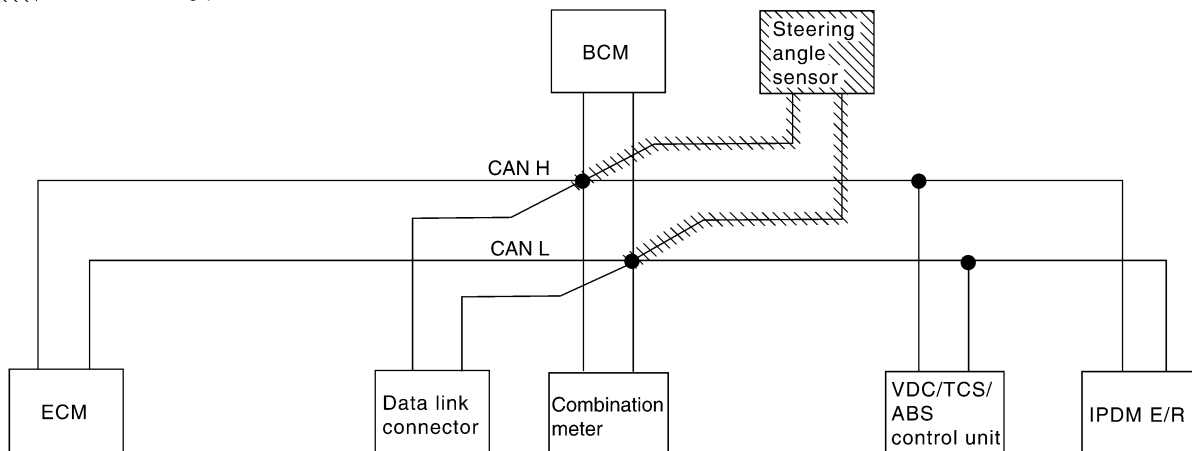 BCM
Steering
angle
sensor
CAN H
CAN L
ECM
Data link
connector
Combination
meter
VDC/TCS/
ABS
control unit
IPDM E/R